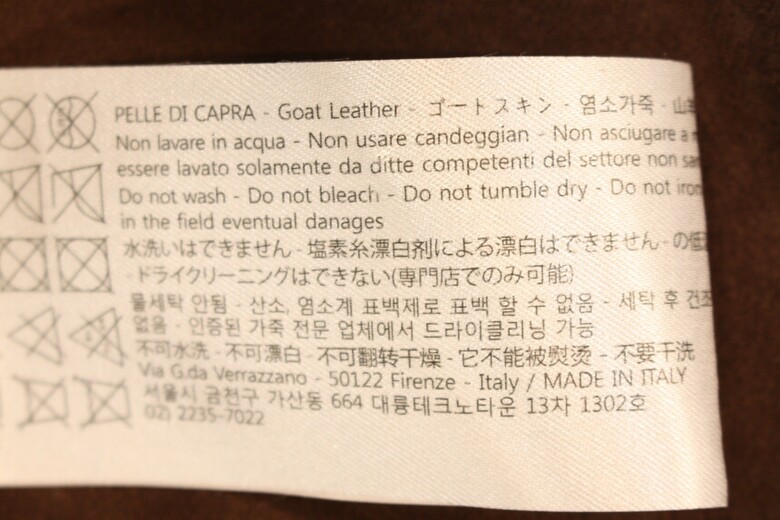 PELLE DI CAPRA - Goat Leather - ゴートスキン - 염소가죽 - 山羊
Non lavare in acqua - Non usare candeggian - Non asciugare a
essere lavato solamente da ditte competenti del settore non
Do not wash - Do not bleach - Do not tumble dry - Do not iron
in the field eventual danages
水洗いはできません - 塩素糸漂白剤による漂白はできません - の低
- ドライクリーニングはできない(専門店でのみ可能)
물세탁 안됨 - 산소, 염소계 표백제로 표백 할 수 없음 - 세탁 후 건조
없음 - 인증된 가죽 전문 업체에서 드라이클리닝 가능
不可水洗 - 不可漂白 - 不可翻转干燥 - 它不能被熨烫 - 不要干洗
Via G.da Verrazzano - 50122 Firenze - Italy / MADE IN ITALY
서울시 금천구 가산동 664 대륭테크노타운 13차 1302호
02) 2235-7022